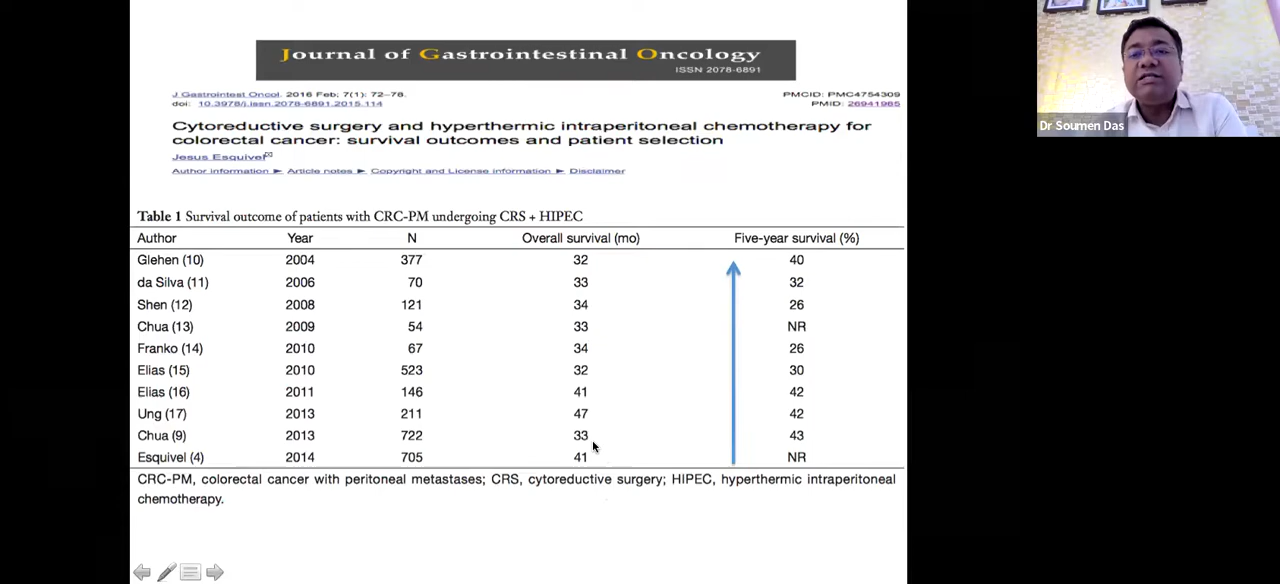 Journal of Gastrointestinal Oncology
ISSN 2078-6891
J Gastrointest Oncol. 2016 Feb; 7(1): 72–78.
PMCID: PMC4754309
doi: 10.3978/j.issn.2078-6891.2015.114
PMID: 26941985
Cytoreductive surgery and hyperthermic intraperitoneal chemotherapy for
colorectal cancer: survival outcomes and patient selection
Jesus Esquivel
Author information ► Article notes ► Copyright and License information ► Disclaimer
Dr Soumen Das
Table 1 Survival outcome of patients with CRC-PM undergoing CRS + HIPEC
Author Year N Overall survival (mo) Five-year survival (%)
Glehen (10) 2004 377 32 40
da Silva (11) 2006 70 33 32
Shen (12) 2008 121 34 26
Chua (13) 2009 54 33 NR
Franko (14) 2010 67 34 26
Elias (15) 2010 523 32 30
Elias (16) 2011 146 41 42
Ung (17) 2013 211 47 42
Chua (9) 2013 722 33 43
Esquivel (4) 2014 705 41 NR
CRC-PM, colorectal cancer with peritoneal metastases; CRS, cytoreductive surgery; HIPEC, hyperthermic intraperitoneal
chemotherapy.